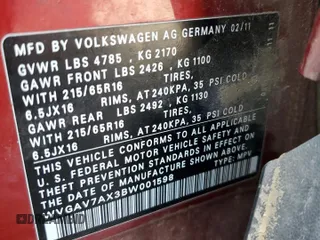 MFD. BY VOLKSWAGEN AG GERMANY 02/11
GVWR LBS 4785 , KG 2170
GAWR FRONT LBS 2426 , KG 1100
WITH 215/65R16 TIRES,
6.5JX16 RIMS, AT 240KPA, 35 PSI COLD
GAWR REAR LBS 2492 , KG 1130
WITH 215/65R16 TIRES,
6.5JX16 RIMS, AT 240KPA, 35 PSI COLD
THIS VEHICLE CONFORMS TO ALL APPLICABLE
U.S. FEDERAL MOTOR VEHICLE
SAFETY STANDARDS IN EFFECT ON THE
DATE OF MANUFACTURE SHOWN ABOVE.
WVGAV7AX3BW001598 TYPE: MPV